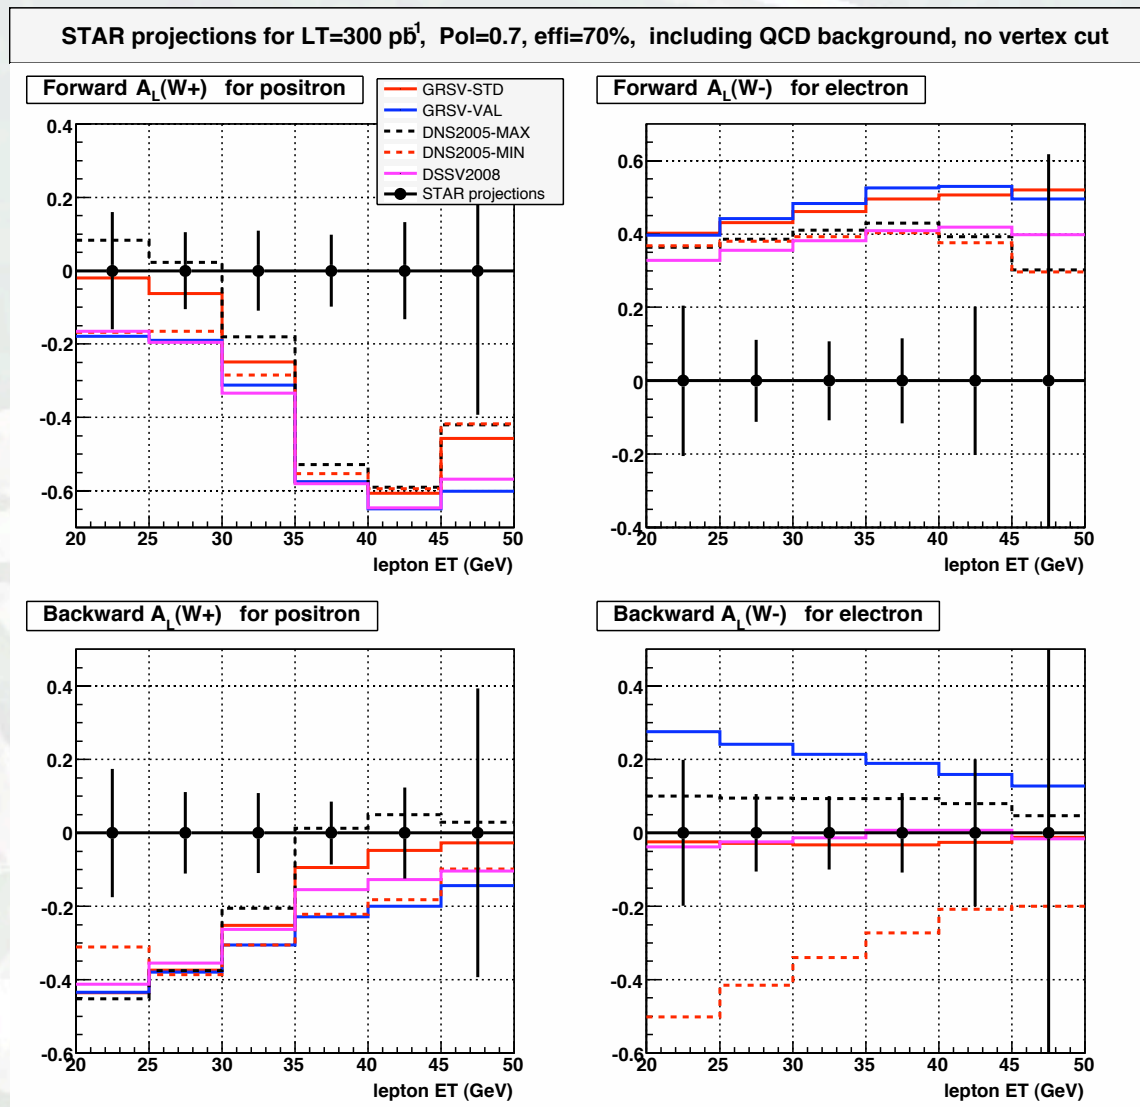 STAR projections for LT=300 pb⁻¹, Pol=0.7, effi=70%, including QCD background, no vertex cut
Forward A_L(W+) for positron
GRSV-STD
GRSV-VAL
DNS2005-MAX
DNS2005-MIN
DSSV2008
STAR projections
0.4
0.2
0
-0.2
-0.4
-0.6
20 25 30 35 40 45 50
lepton ET (GeV)
Forward A_L(W-) for electron
0.6
0.4
0.2
0
-0.2
-0.4
20 25 30 35 40 45 50
lepton ET (GeV)
Backward A_L(W+) for positron
0.4
0.2
0
-0.2
-0.4
-0.6
20 25 30 35 40 45 50
lepton ET (GeV)
Backward A_L(W-) for electron
0.4
0.2
0
-0.2
-0.4
-0.6
20 25 30 35 40 45 50
lepton ET (GeV)